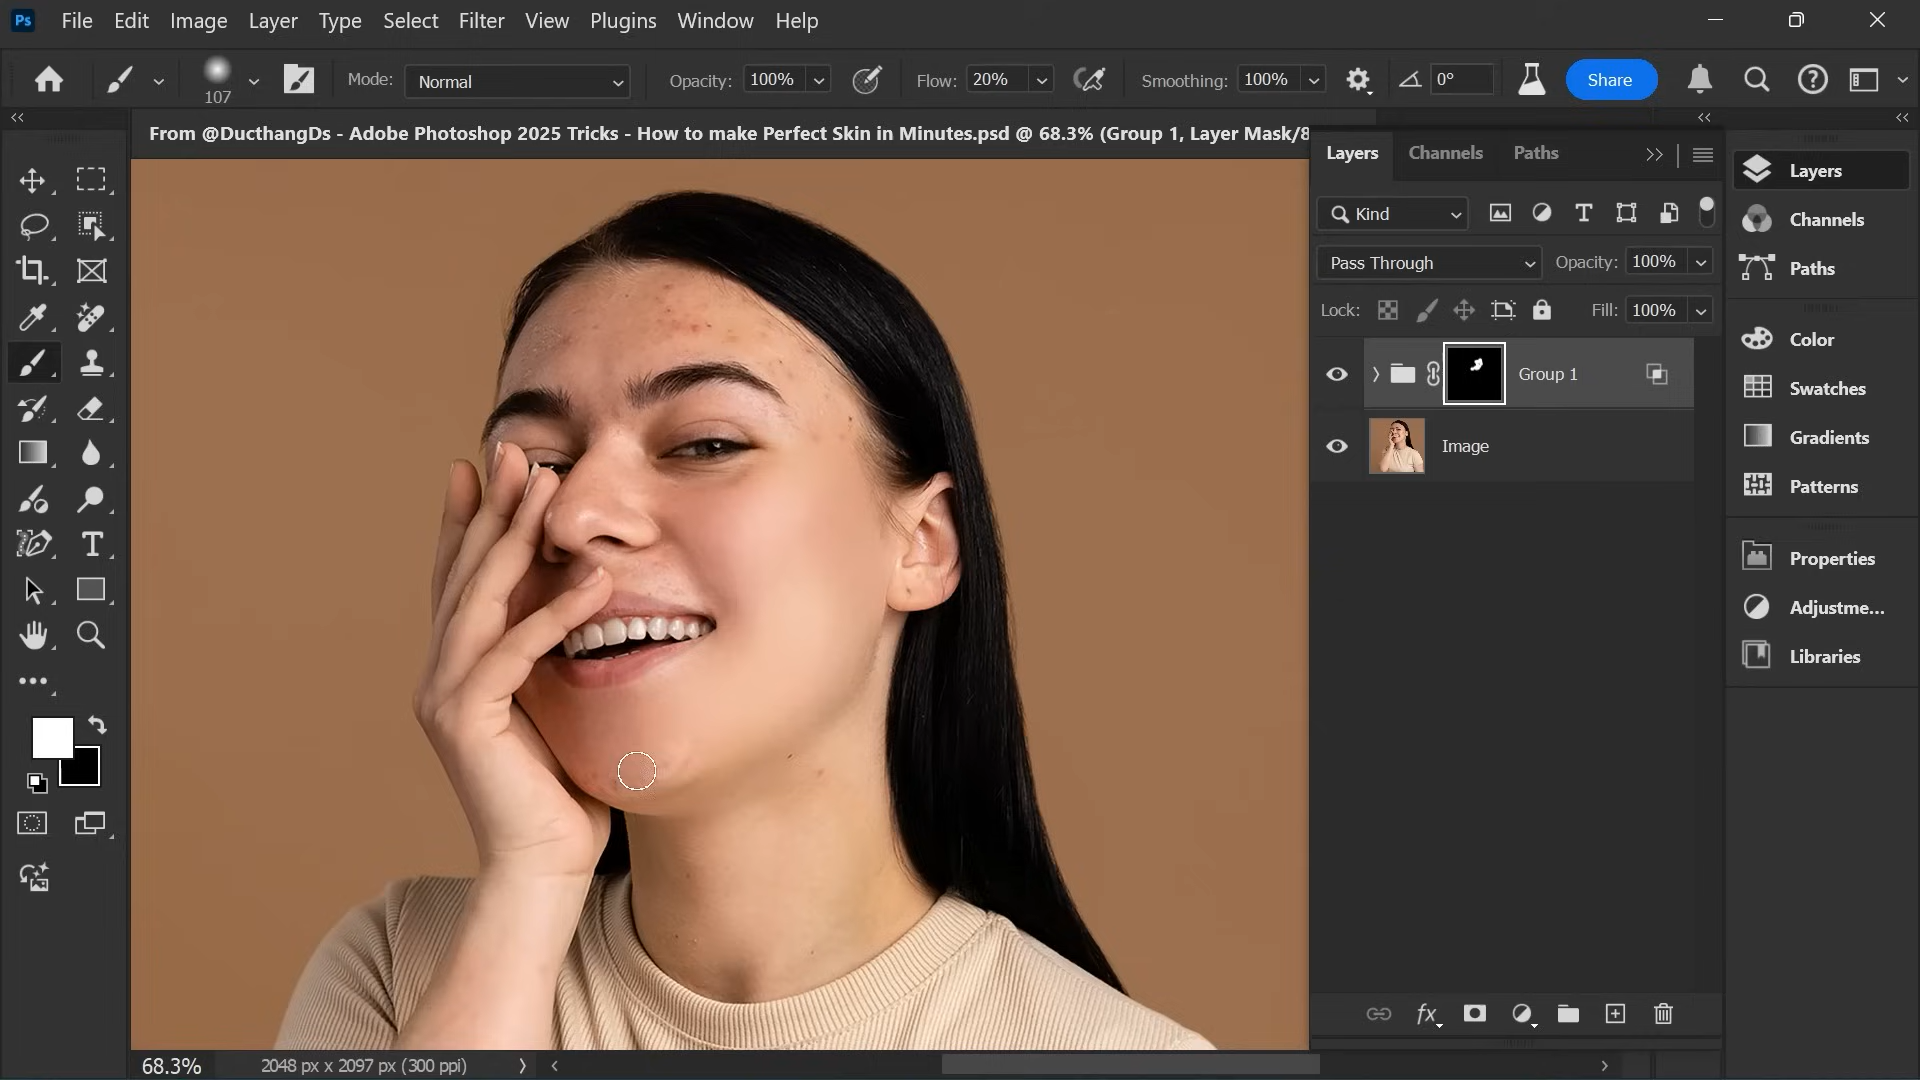 Ps File Edit Image Layer Type Select Filter View Plugins Window Help
107 Mode: Normal Opacity: 100% Flow: 20% Smoothing: 100% 0° Share
From @DucthangDs - Adobe Photoshop 2025 Tricks - How to make Perfect Skin in Minutes.psd @ 68.3% (Group 1, Layer Mask/8
Layers Channels Paths
Kind
Pass Through Opacity: 100%
Lock: Fill: 100%
Group 1
Image
fx
Layers
Channels
Paths
Color
Swatches
Gradients
Patterns
Properties
Adjustme...
Libraries
68.3% 2048 px x 2097 px (300 ppi)